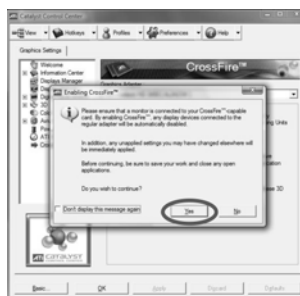 Catalyst Control Center
View Hotkeys Profiles Preferences Help
Graphics Settings
Welcome
Information Center
Displays Manager
CrossFire™
Enabling CrossFire™
Please ensure that a monitor is connected to your CrossFire™-capable
card. By enabling CrossFire™, any display devices connected to the
regular adapter will be automatically disabled.
In addition, any unapplied settings you may have changed elsewhere will
be immediately applied.
Before continuing, be sure to save your work and close any open
applications.
Do you wish to continue?
Don't display this message again
Yes No
CATALYST
Basic... OK Apply Discard Defaults